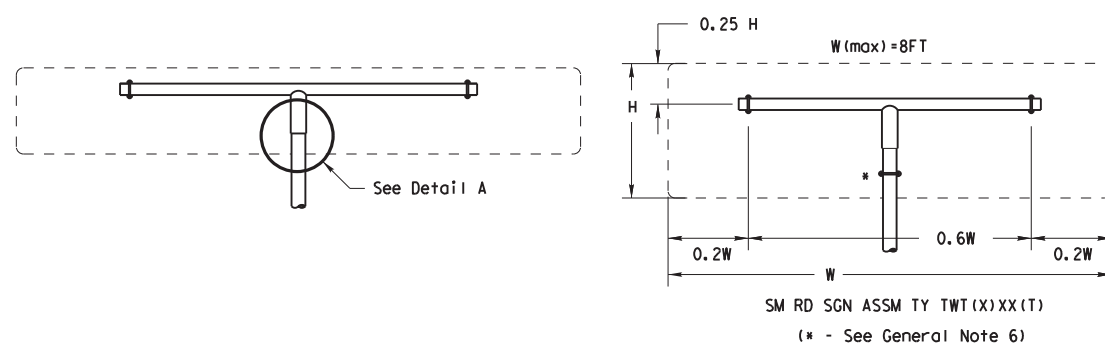 0.25 H
W(max)=8FT
H
*
See Detail A
0.2W
0.6W
0.2W
W
SM RD SGN ASSM TY TWT(X)XX(T)
(* - See General Note 6)